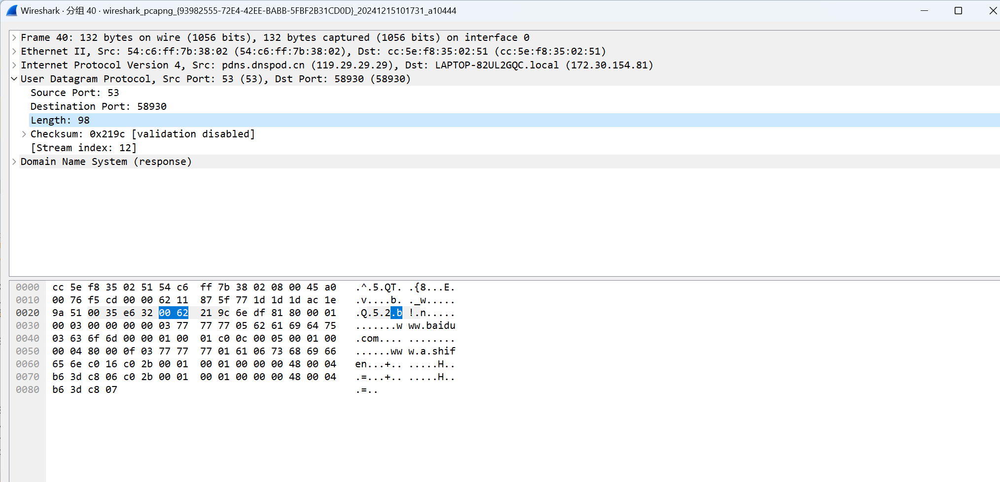 Wireshark · 分组 40 · wireshark_pcapng_{93982555-72E4-42EE-BABB-5FBF2B31CD0D}_20241215101731_a10444
Frame 40: 132 bytes on wire (1056 bits), 132 bytes captured (1056 bits) on interface 0
Ethernet II, Src: 54:c6:ff:7b:38:02 (54:c6:ff:7b:38:02), Dst: cc:5e:f8:35:02:51 (cc:5e:f8:35:02:51)
Internet Protocol Version 4, Src: pdns.dnspod.cn (119.29.29.29), Dst: LAPTOP-82UL2GQC.local (172.30.154.81)
User Datagram Protocol, Src Port: 53 (53), Dst Port: 58930 (58930)
Source Port: 53
Destination Port: 58930
Length: 98
Checksum: 0x219c [validation disabled]
[Stream index: 12]
Domain Name System (response)
0000 cc 5e f8 35 02 51 54 c6 ff 7b 38 02 08 00 45 a0 .^.5.QT. .{8...E.
0010 00 76 f5 cd 00 00 62 11 87 5f 77 1d 1d 1d ac 1e .v....b. ._w.....
0020 9a 51 00 35 e6 32 00 62 21 9c 6e df 81 80 00 01 .Q.5.2.b !.n.....
0030 00 03 00 00 00 00 03 77 77 77 05 62 61 69 64 75 .......w ww.baidu
0040 03 63 6f 6d 00 00 01 00 01 c0 0c 00 05 00 01 00 .com.... ........
0050 00 04 80 00 0f 03 77 77 77 01 61 06 73 68 69 66 ......ww w.a.shif
0060 65 6e c0 16 c0 2b 00 01 00 01 00 00 00 48 00 04 en...+.. .....H..
0070 b6 3d c8 06 c0 2b 00 01 00 01 00 00 00 48 00 04 .=...+.. .....H..
0080 b6 3d c8 07 .=..